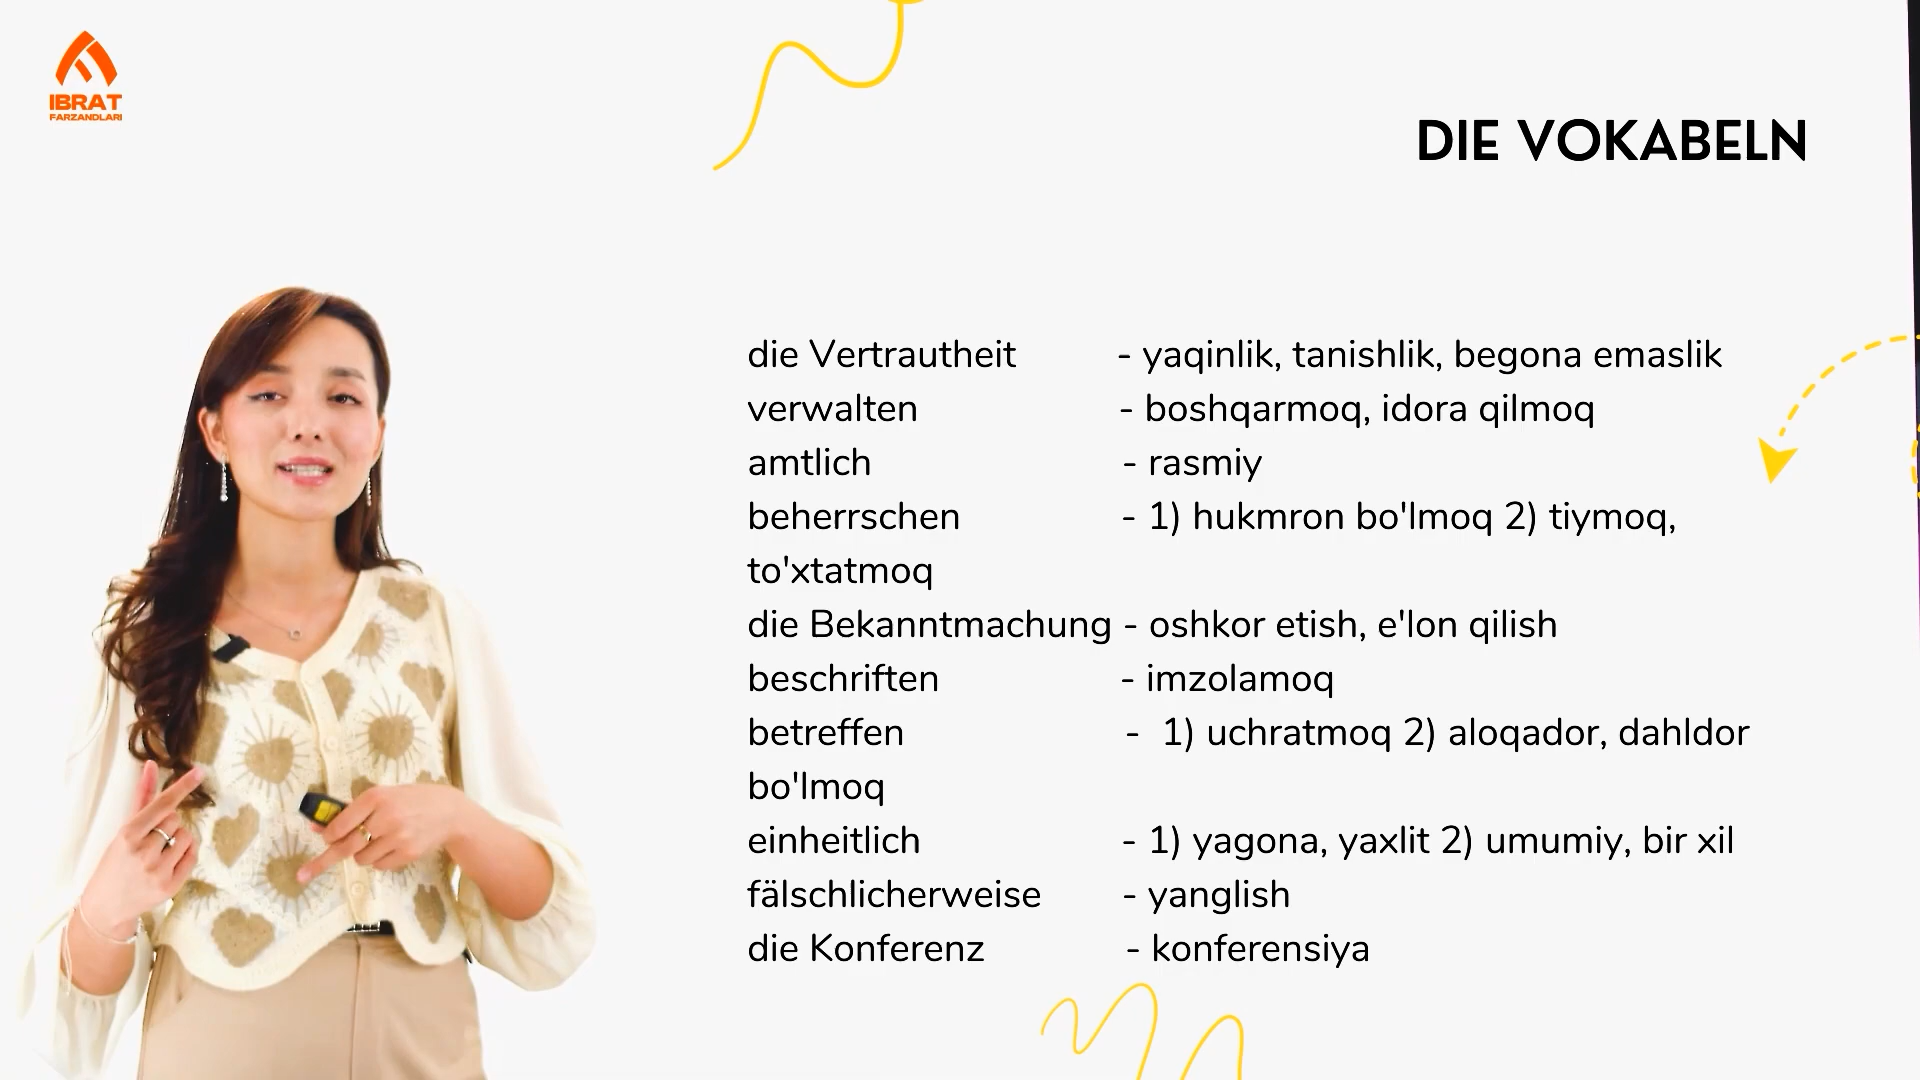 IBRAT
FARZANDLARI
DIE VOKABELN
die Vertrautheit - yaqinlik, tanishlik, begona emaslik
verwalten - boshqarmoq, idora qilmoq
amtlich - rasmiy
beherrschen - 1) hukmron bo'lmoq 2) tiymoq,
to'xtatmoq
die Bekanntmachung - oshkor etish, e'lon qilish
beschriften - imzolamoq
betreffen - 1) uchratmoq 2) aloqador, dahldor
bo'lmoq
einheitlich - 1) yagona, yaxlit 2) umumiy, bir xil
fälschlicherweise - yanglish
die Konferenz - konferensiya